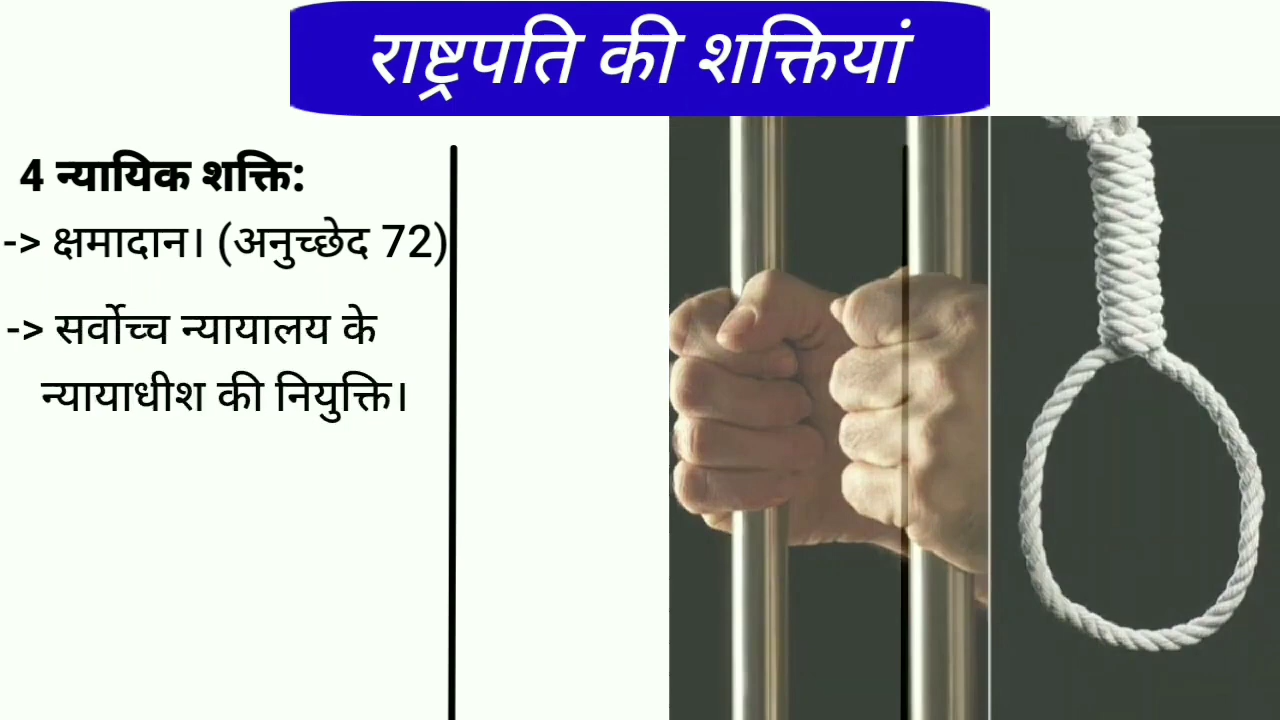 राष्ट्रपति की शक्तियां
4 न्यायिक शक्ति:
-> क्षमादान। (अनुच्छेद 72)
-> सर्वोच्च न्यायालय के
न्यायाधीश की नियुक्ति।